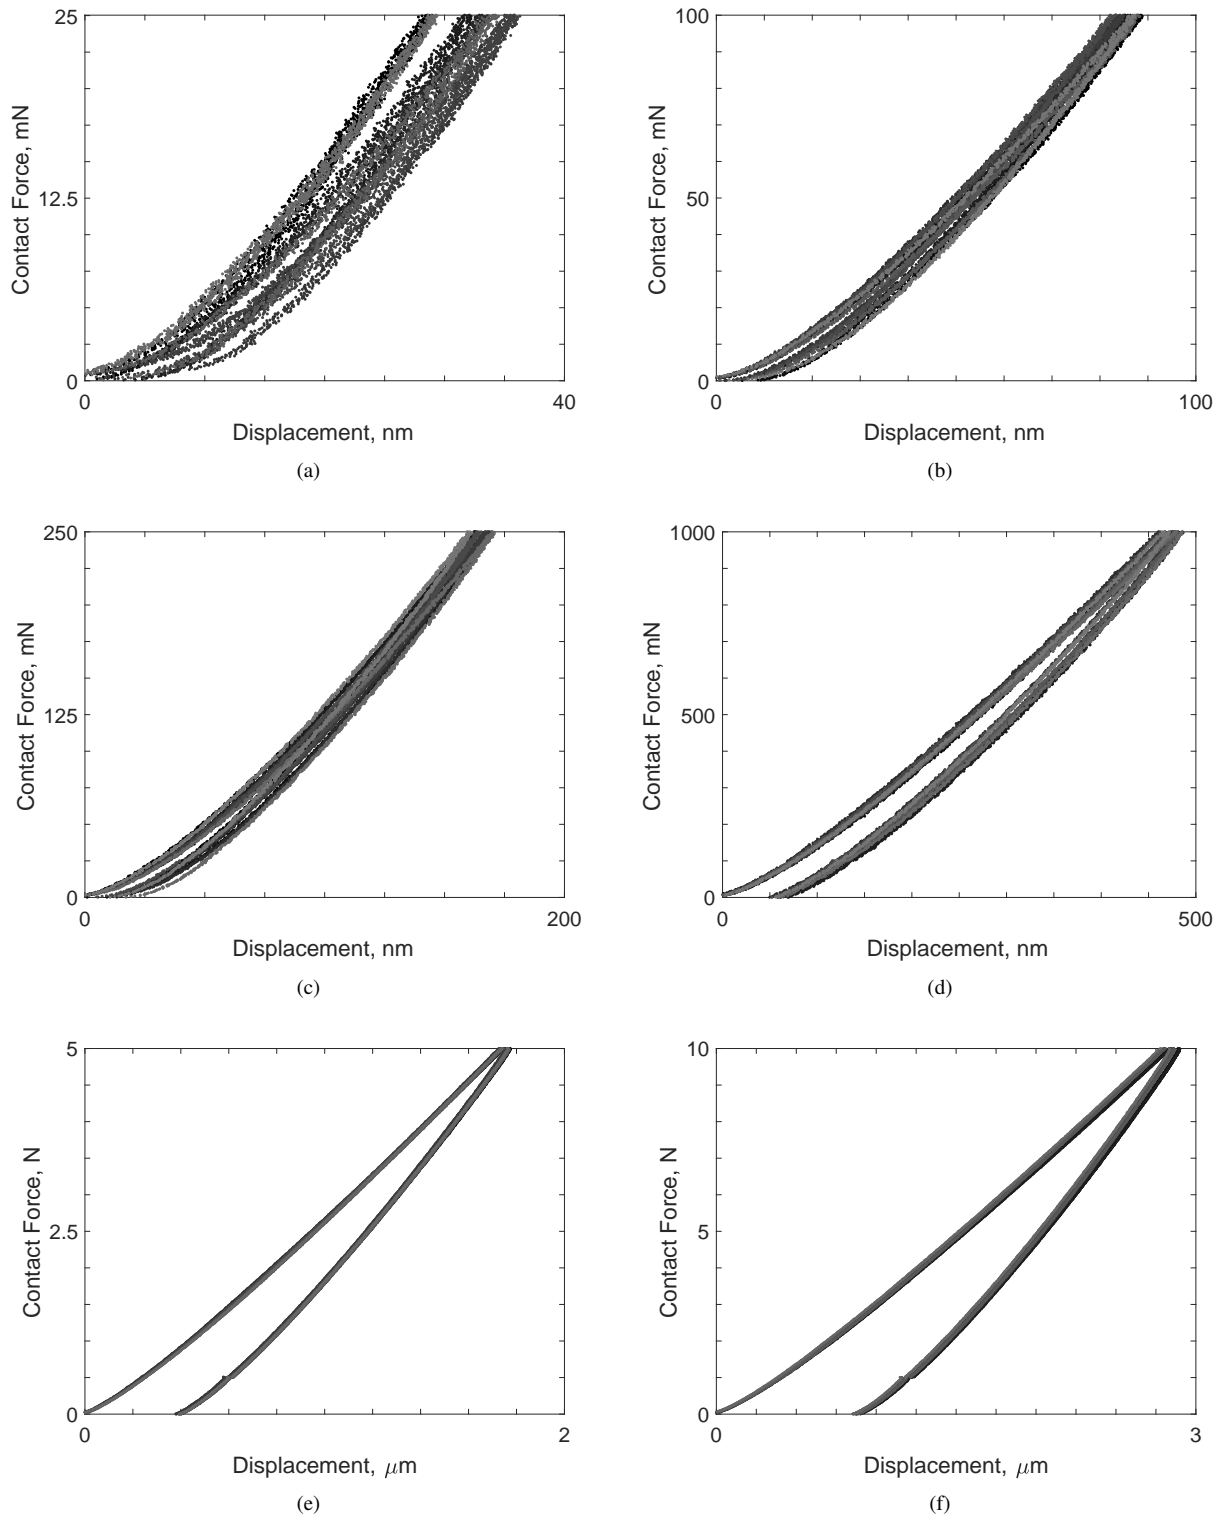 25
12.5
0
Contact Force, mN
0
40
Displacement, nm
(a)
100
50
0
Contact Force, mN
0
100
Displacement, nm
(b)
250
125
0
Contact Force, mN
0
200
Displacement, nm
(c)
1000
500
0
Contact Force, mN
0
500
Displacement, nm
(d)
5
2.5
0
Contact Force, N
0
2
Displacement, μm
(e)
10
5
0
Contact Force, N
0
3
Displacement, μm
(f)